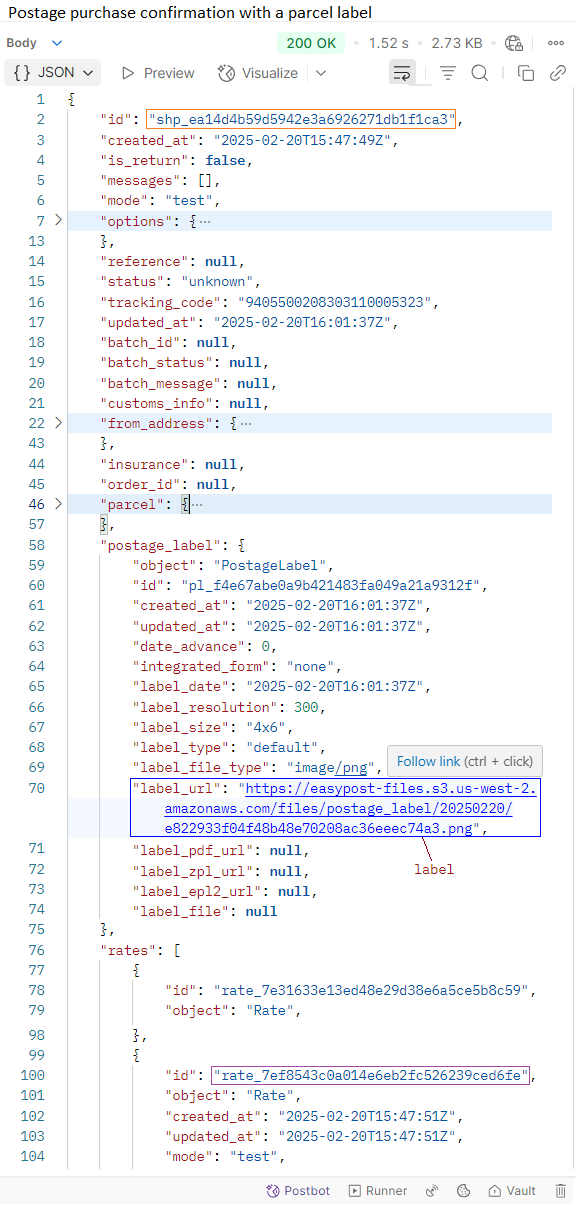 Postage purchase confirmation with a parcel label
Body 200 OK • 1.52 s • 2.73 KB •
{} JSON Preview Visualize
1 {
2 "id": "shp_ea14d4b59d5942e3a6926271db1f1ca3",
3 "created_at": "2025-02-20T15:47:49Z",
4 "is_return": false,
5 "messages": [],
6 "mode": "test",
7 "options": { ⋯
13 },
14 "reference": null,
15 "status": "unknown",
16 "tracking_code": "9405500208303110005323",
17 "updated_at": "2025-02-20T16:01:37Z",
18 "batch_id": null,
19 "batch_status": null,
20 "batch_message": null,
21 "customs_info": null,
22 "from_address": { ⋯
43 },
44 "insurance": null,
45 "order_id": null,
46 "parcel": { ⋯
57 },
58 "postage_label": {
59 "object": "PostageLabel",
60 "id": "pl_f4e67abe0a9b421483fa049a21a9312f",
61 "created_at": "2025-02-20T16:01:37Z",
62 "updated_at": "2025-02-20T16:01:37Z",
63 "date_advance": 0,
64 "integrated_form": "none",
65 "label_date": "2025-02-20T16:01:37Z",
66 "label_resolution": 300,
67 "label_size": "4x6",
68 "label_type": "default",
69 "label_file_type": "image/png",
Follow link (ctrl + click)
70 "label_url": "https://easypost-files.s3.us-west-2.
amazonaws.com/files/postage_label/20250220/
e822933f04f48b48e70208ac36eeec74a3.png",
71 "label_pdf_url": null,
label
72 "label_zpl_url": null,
73 "label_epl2_url": null,
74 "label_file": null
75 },
76 "rates": [
77 {
78 "id": "rate_7e31633e13ed48e29d38e6a5ce5b8c59",
79 "object": "Rate",
98 },
99 {
100 "id": "rate_7ef8543c0a014e6eb2fc526239ced6fe",
101 "object": "Rate",
102 "created_at": "2025-02-20T15:47:51Z",
103 "updated_at": "2025-02-20T15:47:51Z",
104 "mode": "test",
Postbot Runner Vault